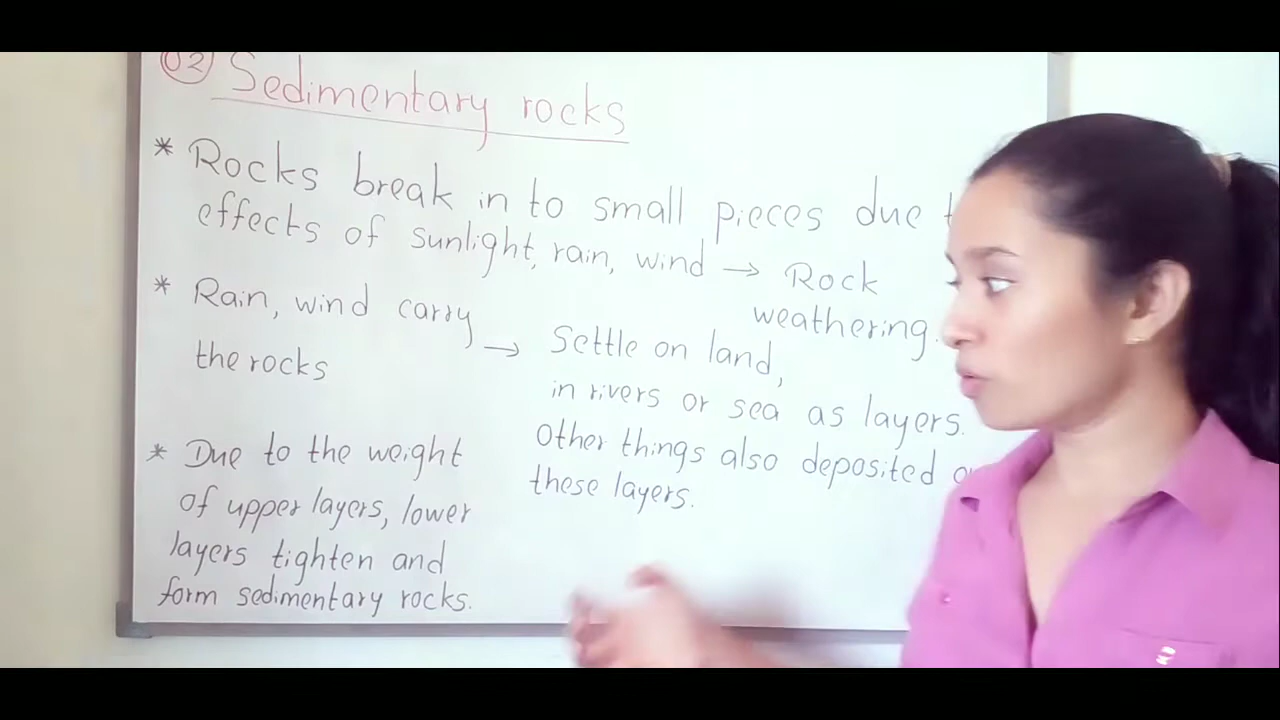 02 Sedimentary rocks
* Rocks break in to small pieces due
effects of sunlight, rain, wind → Rock
weathering.
* Rain, wind carry
the rocks
→ Settle on land,
in rivers or sea as layers.
Other things also deposited
these layers.
* Due to the weight
of upper layers, lower
layers tighten and
form sedimentary rocks.